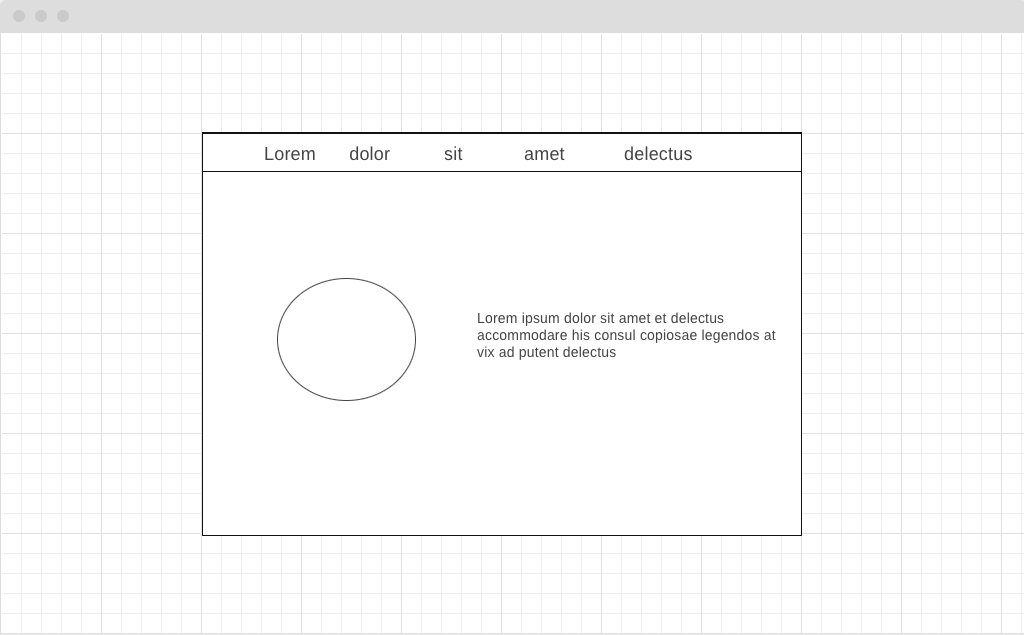 Lorem dolor sit amet delectus
Lorem ipsum dolor sit amet et delectus
accommodare his consul copiosae legendos at
vix ad putent delectus